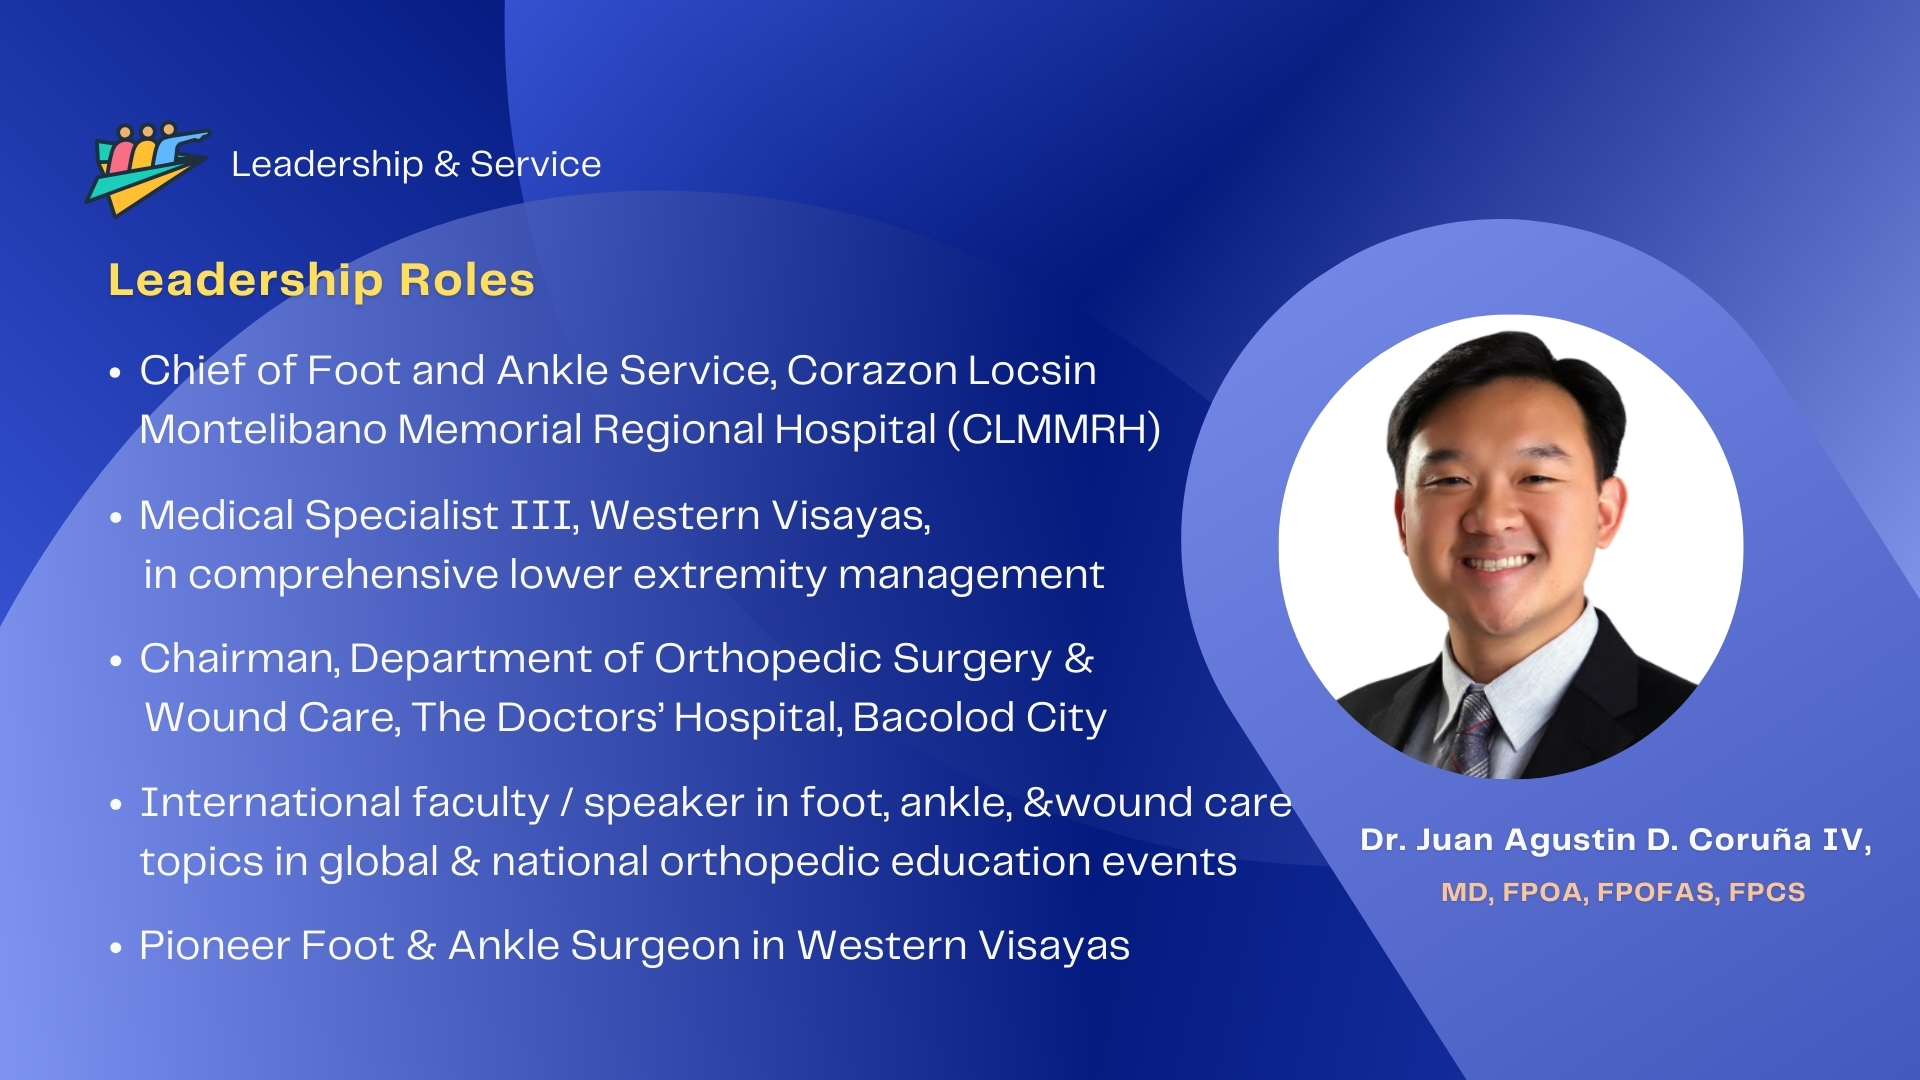 Leadership & Service
Leadership Roles
• Chief of Foot and Ankle Service, Corazon Locsin
Montelibano Memorial Regional Hospital (CLMMRH)
• Medical Specialist III, Western Visayas,
in comprehensive lower extremity management
• Chairman, Department of Orthopedic Surgery &
Wound Care, The Doctors’ Hospital, Bacolod City
• International faculty / speaker in foot, ankle, &wound care
topics in global & national orthopedic education events
• Pioneer Foot & Ankle Surgeon in Western Visayas
Dr. Juan Agustin D. Coruña IV,
MD, FPOA, FPOFAS, FPCS